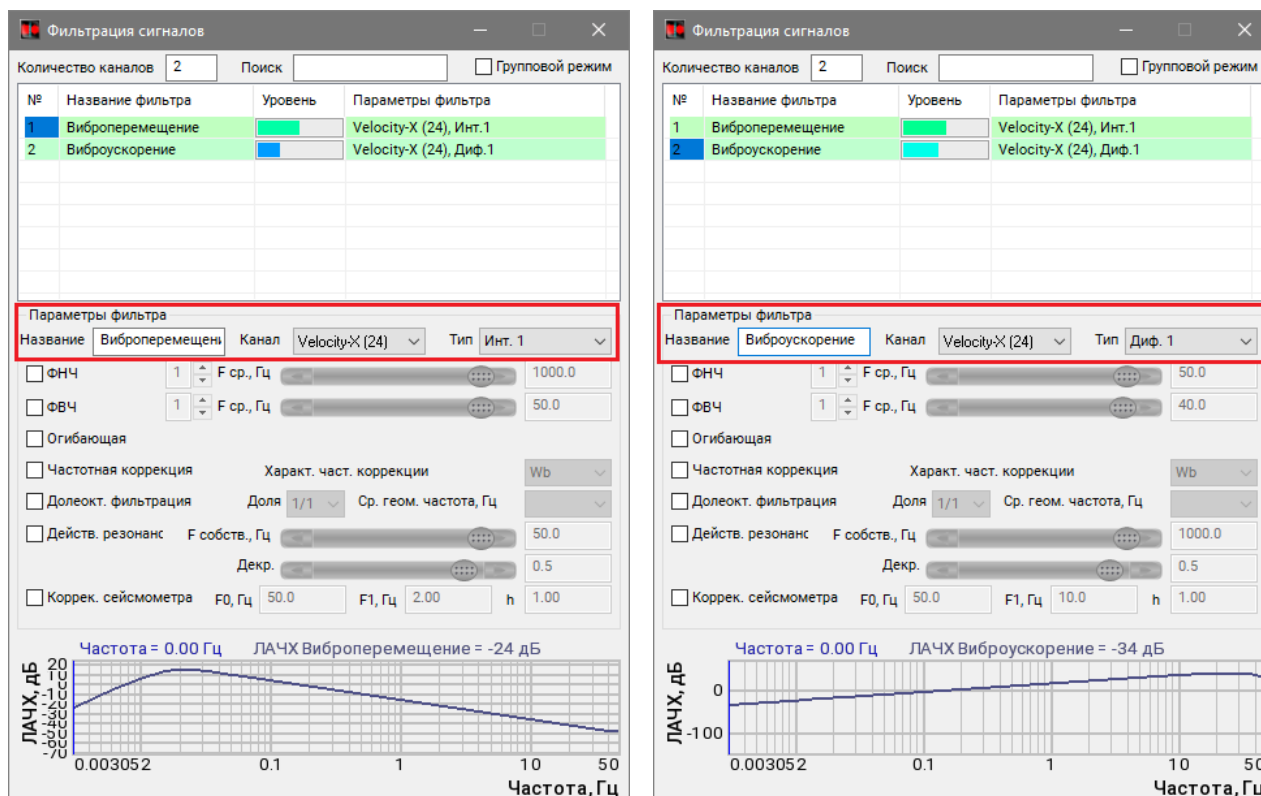 Фильтрация сигналов
Количество каналов 2 Поиск Групповой режим
№ Название фильтра Уровень Параметры фильтра
1 Виброперемещение Velocity-X (24), Инт.1
2 Виброускорение Velocity-X (24), Диф.1
Параметры фильтра
Название Виброперемещени Канал Velocity-X (24) Тип Инт. 1
ФНЧ 1 F ср., Гц 1000.0
ФВЧ 1 F ср., Гц 50.0
Огибающая
Частотная коррекция Характ. част. коррекции Wb
Долеокт. фильтрация Доля 1/1 Ср. геом. частота, Гц
Действ. резонанс F собств., Гц 50.0
Декр. 0.5
Коррек. сейсмометра F0, Гц 50.0 F1, Гц 2.00 h 1.00
Частота = 0.00 Гц ЛАЧХ Виброперемещение = -24 дБ
ЛАЧХ, дБ
20
10
0
-10
-20
-30
-40
-50
-60
-70
0.003052 0.1 1 10 50
Частота, Гц
Фильтрация сигналов
Количество каналов 2 Поиск Групповой режим
№ Название фильтра Уровень Параметры фильтра
1 Виброперемещение Velocity-X (24), Инт.1
2 Виброускорение Velocity-X (24), Диф.1
Параметры фильтра
Название Виброускорение Канал Velocity-X (24) Тип Диф. 1
ФНЧ 1 F ср., Гц 50.0
ФВЧ 1 F ср., Гц 40.0
Огибающая
Частотная коррекция Характ. част. коррекции Wb
Долеокт. фильтрация Доля 1/1 Ср. геом. частота, Гц
Действ. резонанс F собств., Гц 1000.0
Декр. 0.5
Коррек. сейсмометра F0, Гц 50.0 F1, Гц 10.0 h 1.00
Частота = 0.00 Гц ЛАЧХ Виброускорение = -34 дБ
ЛАЧХ, дБ
0
-100
0.003052 0.1 1 10 50
Частота, Гц